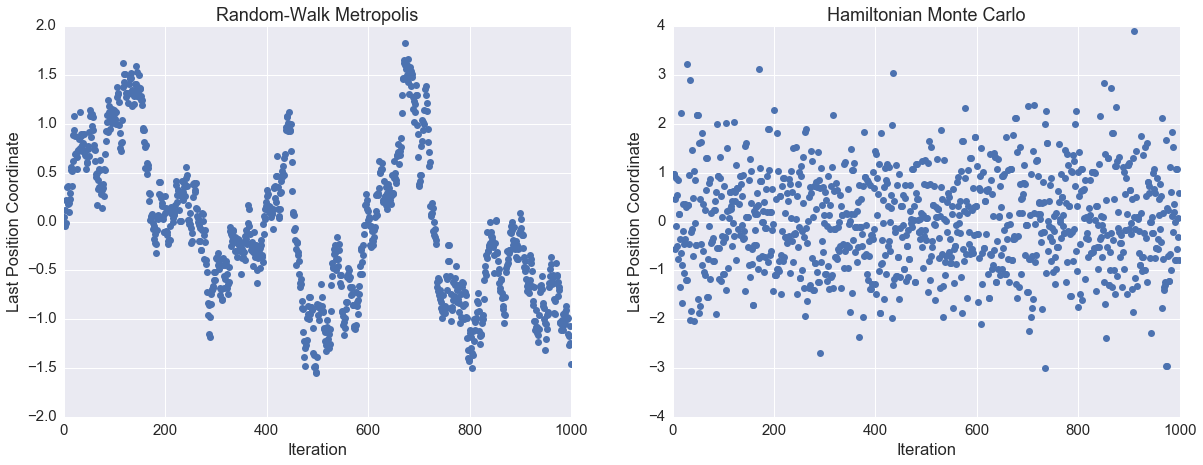 Random-Walk Metropolis
Last Position Coordinate
2.0
1.5
1.0
0.5
0.0
−0.5
−1.0
−1.5
−2.0
0 200 400 600 800 1000
Iteration
Hamiltonian Monte Carlo
Last Position Coordinate
4
3
2
1
0
−1
−2
−3
−4
0 200 400 600 800 1000
Iteration